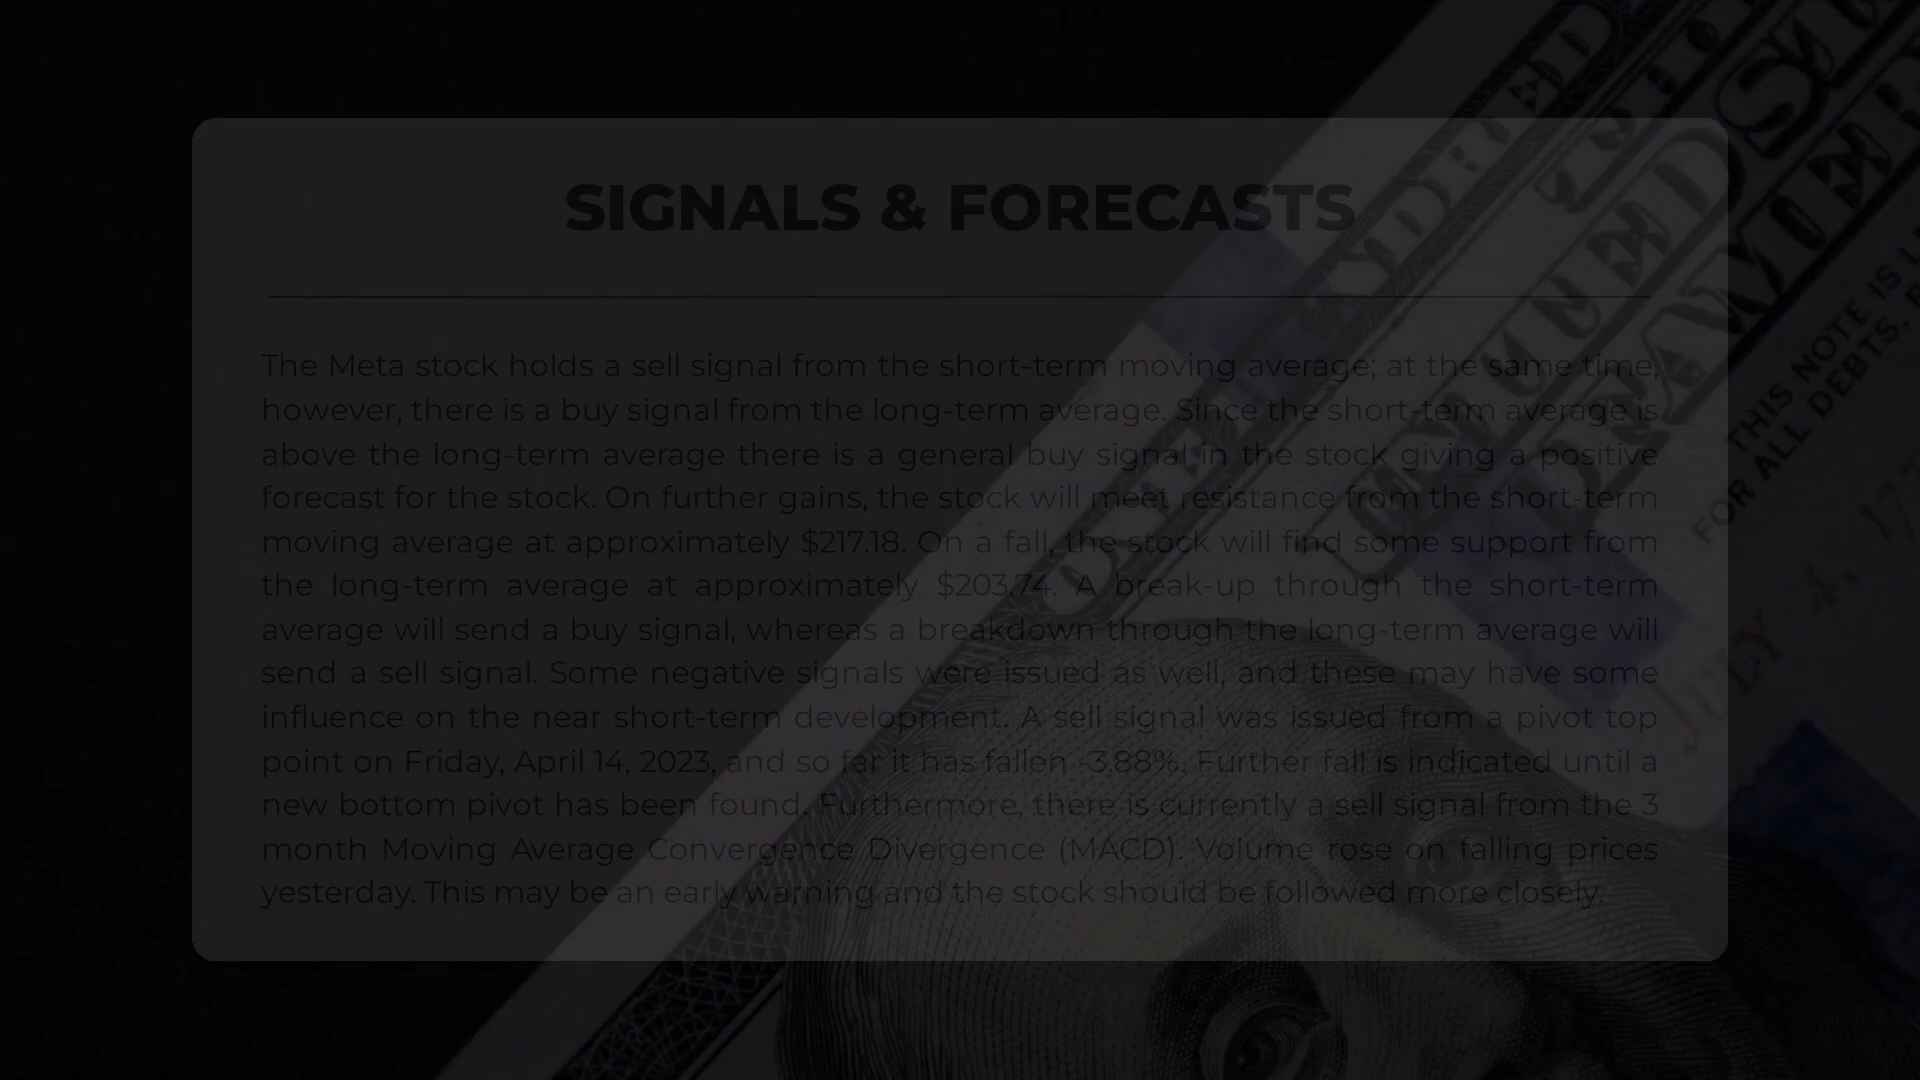 SIGNALS & FORECASTS
The Meta stock holds a sell signal from the short-term moving average; at the same time,
however, there is a buy signal from the long-term average. Since the short-term average is
above the long-term average there is a general buy signal in the stock giving a positive
forecast for the stock. On further gains, the stock will meet resistance from the short-term
moving average at approximately $217.18. On a fall, the stock will find some support from
the long-term average at approximately $203.74. A break-up through the short-term
average will send a buy signal, whereas a breakdown through the long-term average will
send a sell signal. Some negative signals were issued as well, and these may have some
influence on the near short-term development. A sell signal was issued from a pivot top
point on Friday, April 14, 2023, and so far it has fallen -3.88%. Further fall is indicated until a
new bottom pivot has been found. Furthermore, there is currently a sell signal from the 3
month Moving Average Convergence Divergence (MACD). Volume rose on falling prices
yesterday. This may be an early warning and the stock should be followed more closely.
THIS NOTE IS
FOR ALL DEBTS,
JULY 4, 17